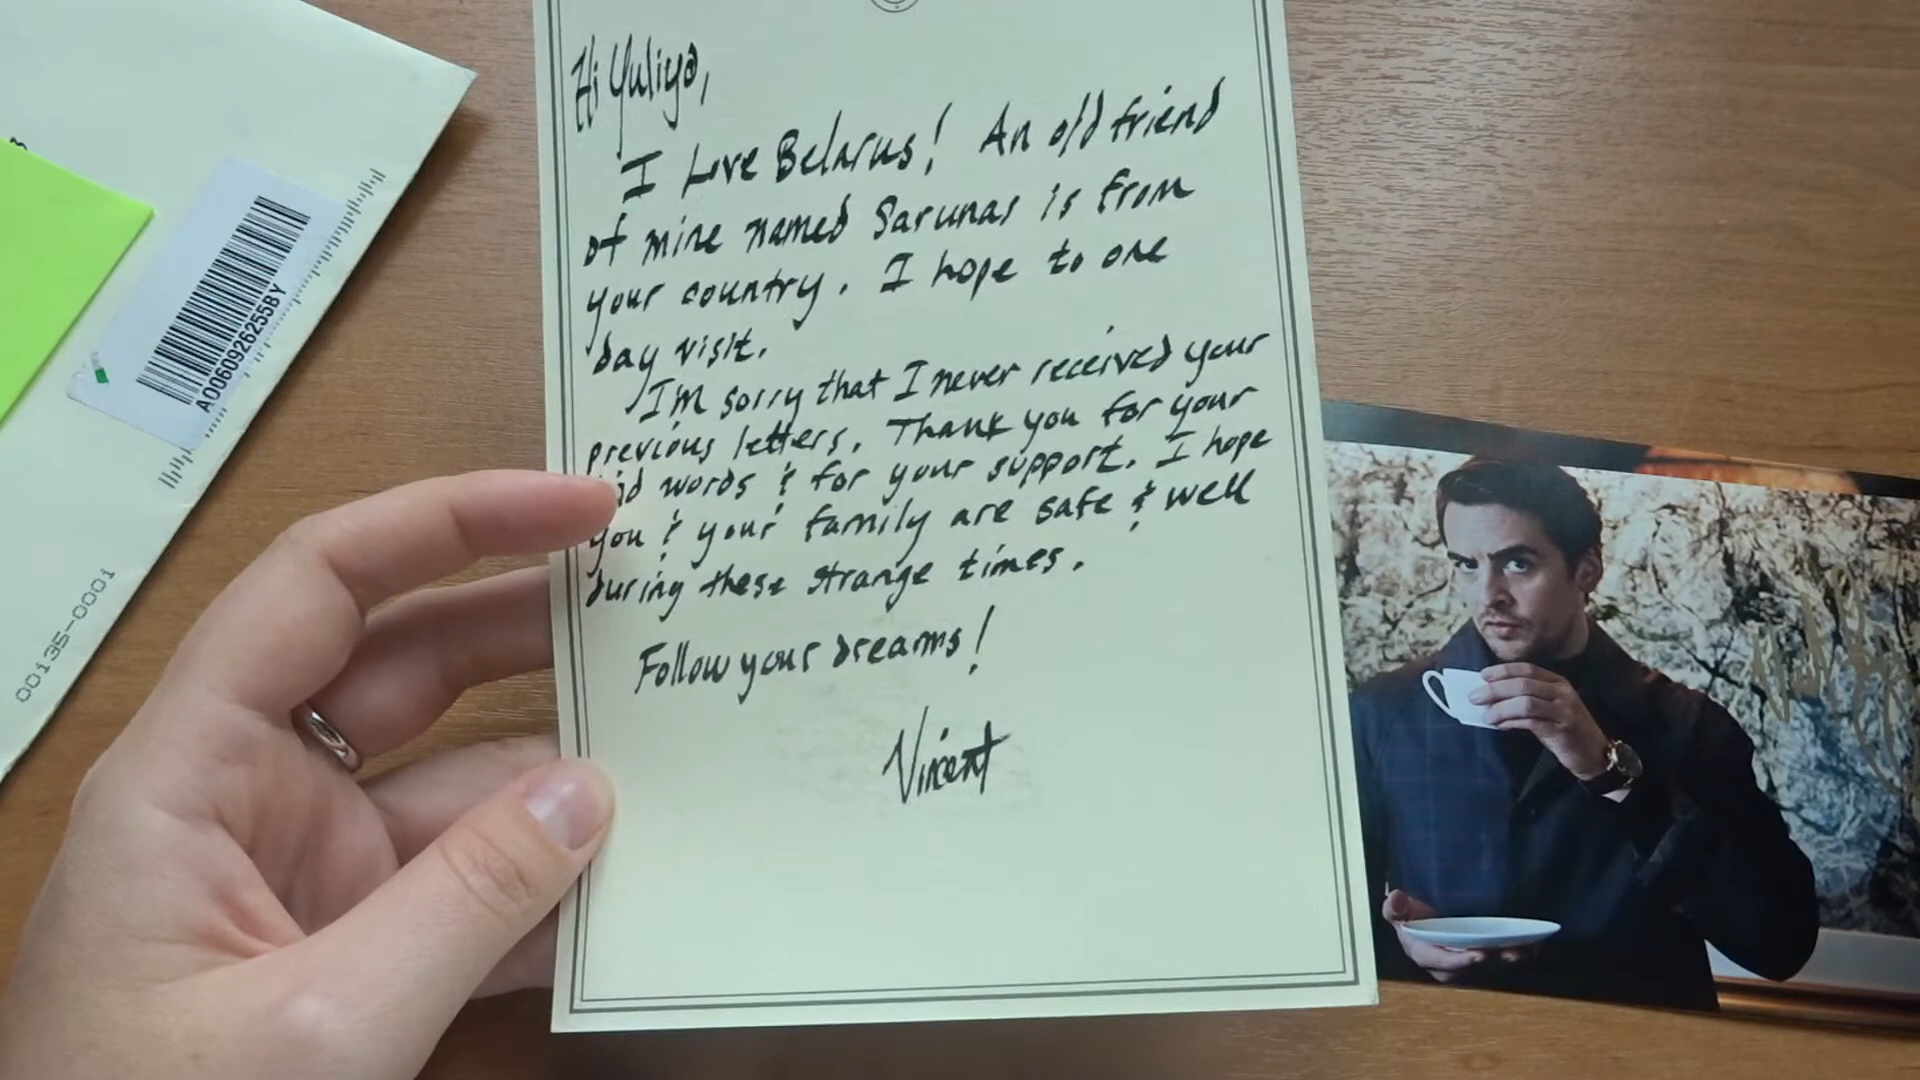 Hi Yuliya,
I Love Belarus! An old friend
of mine named Sarunas is from
your country. I hope to one
day visit.
I'm sorry that I never received your
previous letters. Thank you for your
words & for your support. I hope
you & your family are safe & well
during these strange times.
Follow your dreams!
Vincent
A0060926255BY
00135-0001